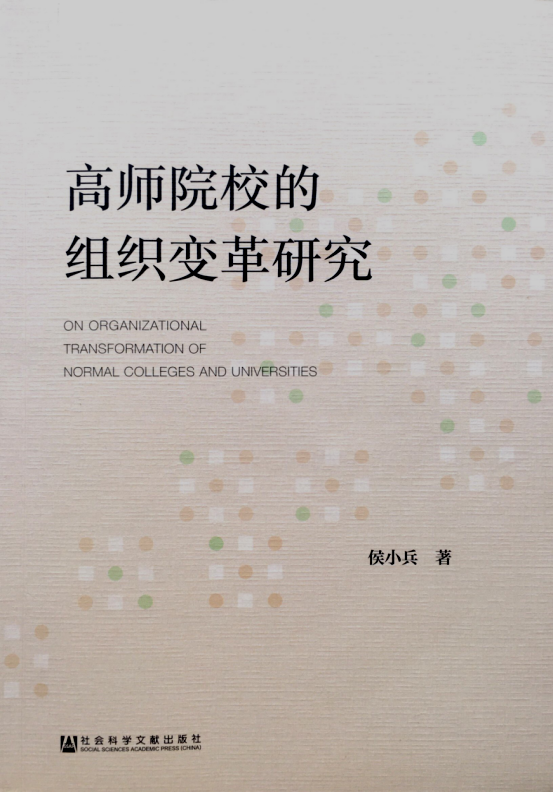 高师院校的
组织变革研究
ON ORGANIZATIONAL
TRANSFORMATION OF
NORMAL COLLEGES AND UNIVERSITIES
侯小兵 著
社会科学文献出版社
SOCIAL SCIENCES ACADEMIC PRESS (CHINA)